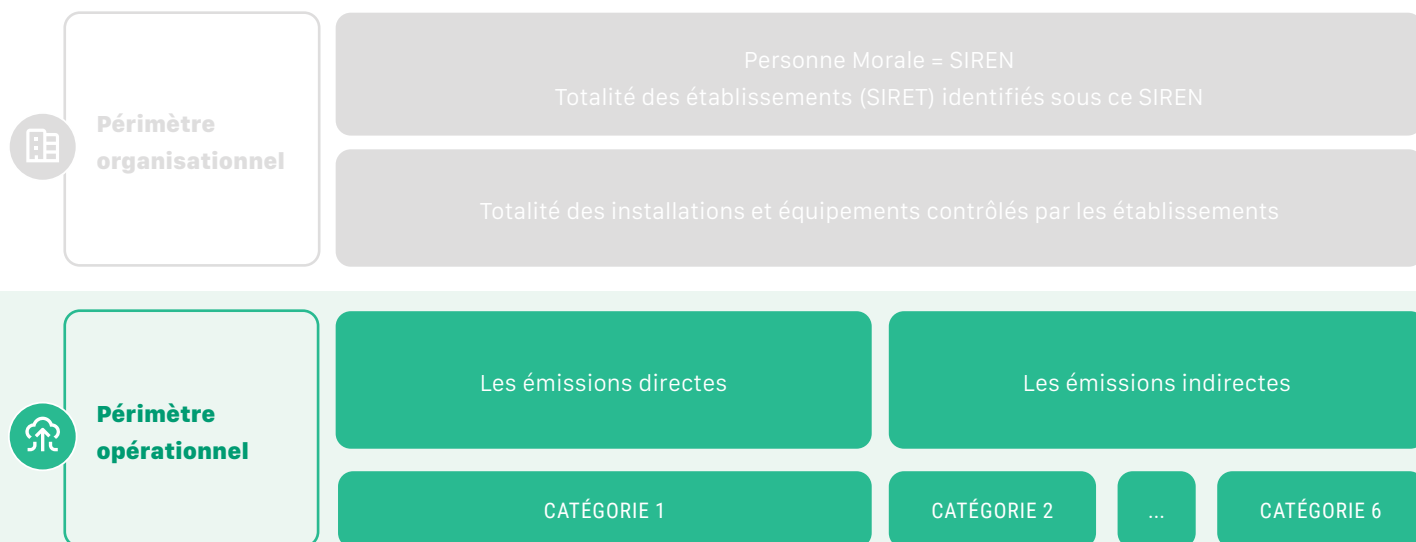 Personne Morale = SIREN
Totalité des établissements (SIRET) identifiés sous ce SIREN
Périmètre
organisationnel
Totalité des installations et équipements contrôlés par les établissements
Périmètre
opérationnel
Les émissions directes
Les émissions indirectes
CATÉGORIE 1
CATÉGORIE 2
...
CATÉGORIE 6